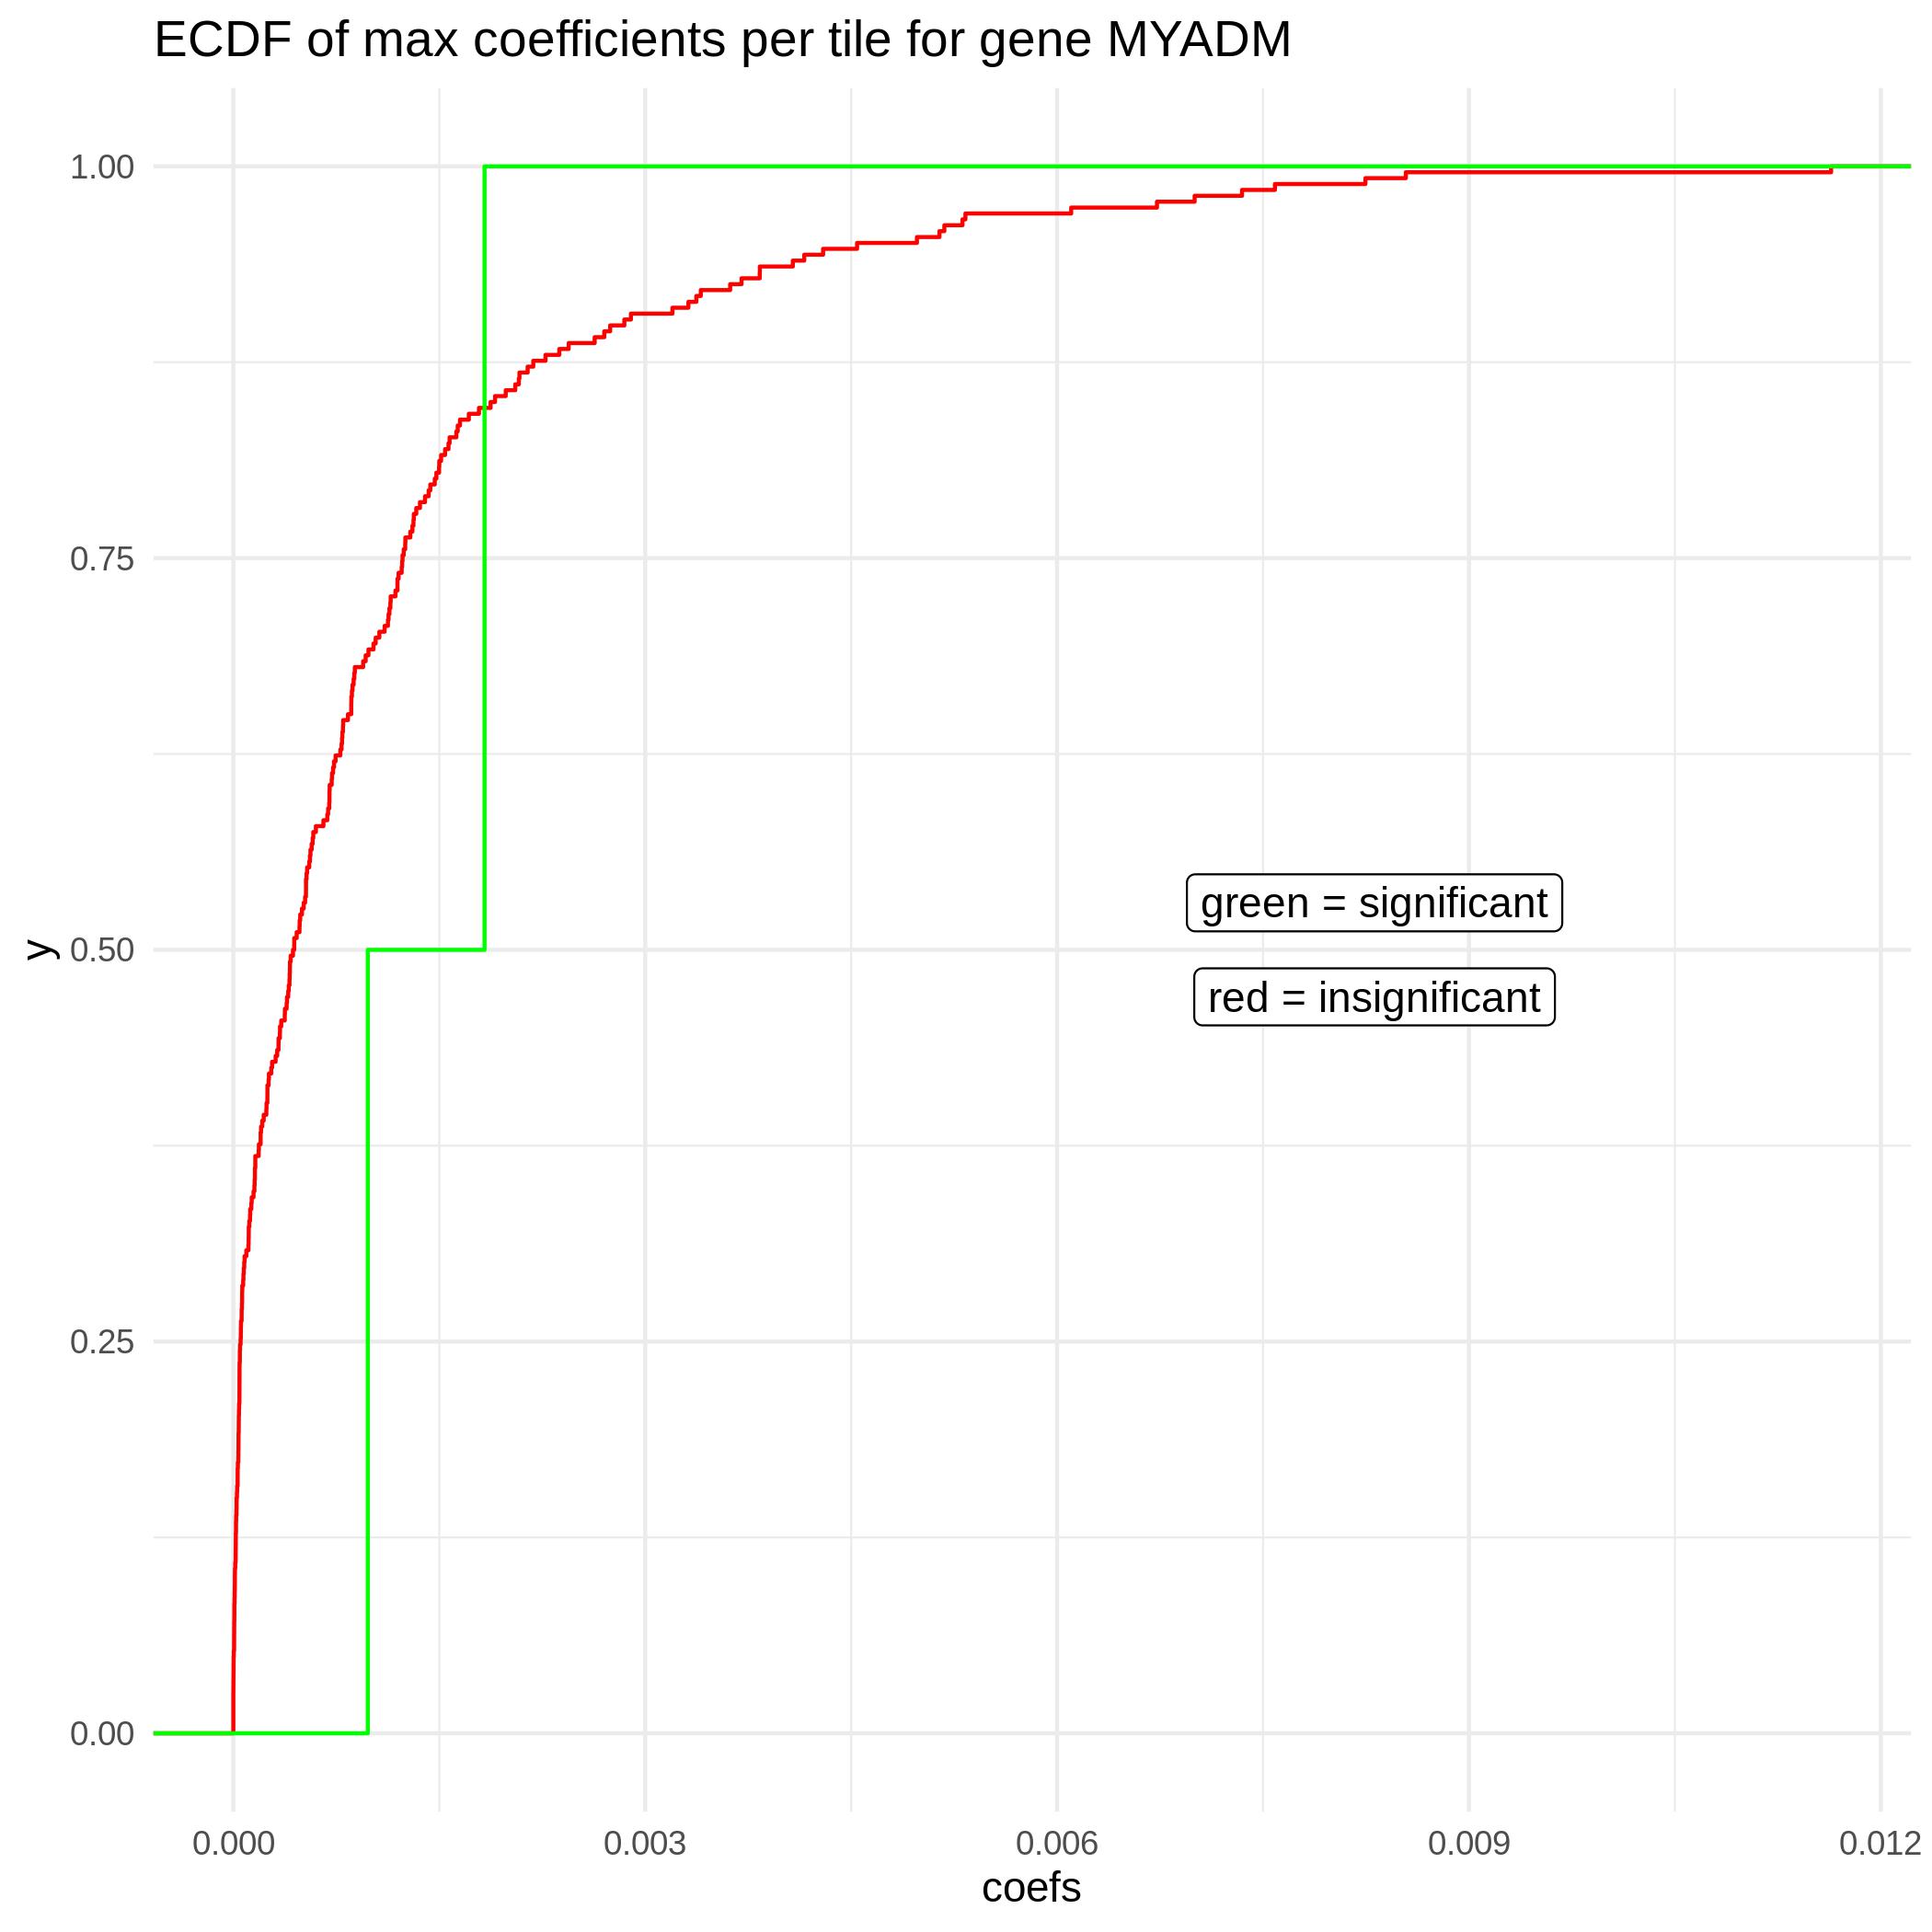 ECDF of max coefficients per tile for gene MYADM
1.00
0.75
0.50
0.25
0.00
y
green = significant
red = insignificant
0.000
0.003
0.006
0.009
0.012
coefs